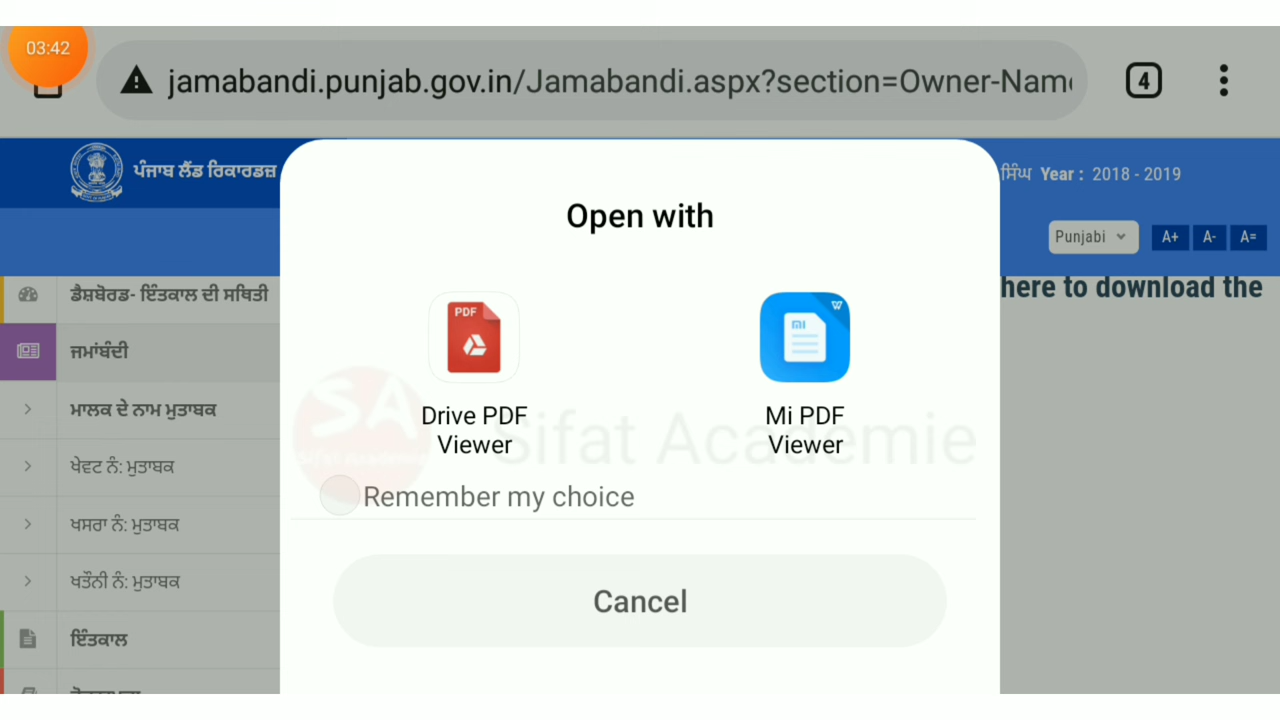 03:42
jamabandi.punjab.gov.in/Jamabandi.aspx?section=Owner-Nam
4
ਪੰਜਾਬ ਲੈਂਡ ਰਿਕਾਰਡਜ਼
ਸਿੰਘ Year : 2018 - 2019
Punjabi A+ A- A=
here to download the
ਡੈਸ਼ਬੋਰਡ- ਇੰਤਕਾਲ ਦੀ ਸਥਿਤੀ
ਜਮਾਂਬੰਦੀ
ਮਾਲਕ ਦੇ ਨਾਮ ਮੁਤਾਬਕ
ਖੇਵਟ ਨੰ: ਮੁਤਾਬਕ
ਖਸਰਾ ਨੰ: ਮੁਤਾਬਕ
ਖਤੌਨੀ ਨੰ: ਮੁਤਾਬਕ
ਇੰਤਕਾਲ
Open with
PDF
mi
W
Drive PDF
Viewer
Mi PDF
Viewer
SA
Sifat Academie
Remember my choice
Cancel